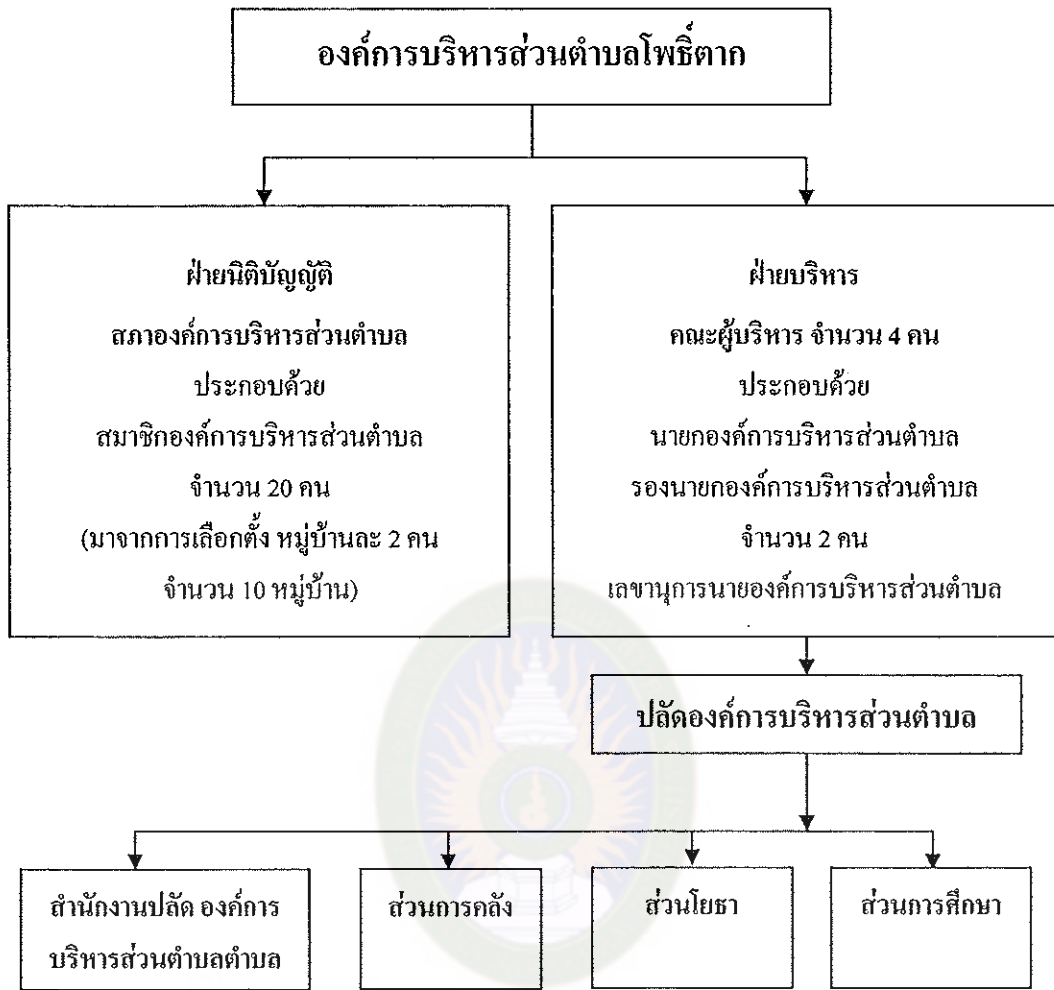 องค์การบริหารส่วนตำบลโพธิ์ตาก
ฝ่ายนิติบัญญัติ
สภาองค์การบริหารส่วนตำบล
ประกอบด้วย
สมาชิกองค์การบริหารส่วนตำบล
จำนวน 20 คน
(มาจากการเลือกตั้ง หมู่บ้านละ 2 คน
จำนวน 10 หมู่บ้าน)
ฝ่ายบริหาร
คณะผู้บริหาร จำนวน 4 คน
ประกอบด้วย
นายกองค์การบริหารส่วนตำบล
รองนายกองค์การบริหารส่วนตำบล
จำนวน 2 คน
เลขานุการนายองค์การบริหารส่วนตำบล
ปลัดองค์การบริหารส่วนตำบล
สำนักงานปลัด องค์การ
บริหารส่วนตำบลตำบล
ส่วนการคลัง
ส่วนโยธา
ส่วนการศึกษา